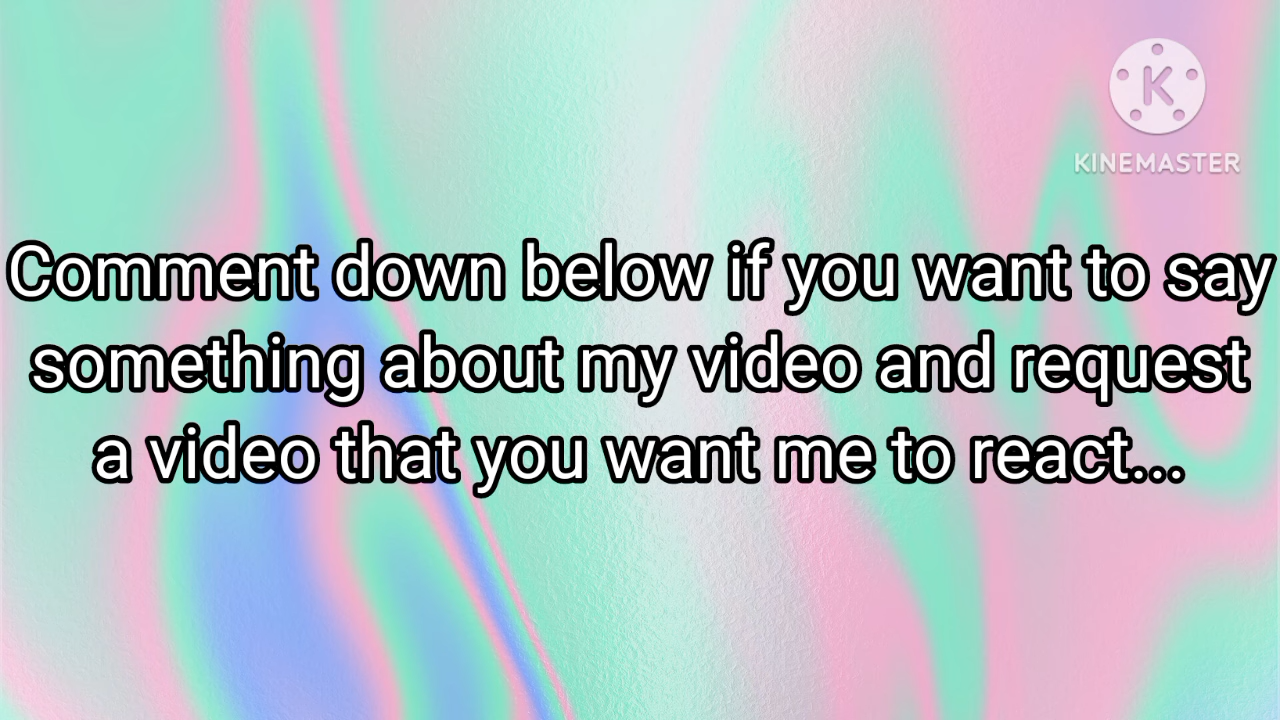 K
KINEMASTER
Comment down below if you want to say
something about my video and request
a video that you want me to react...